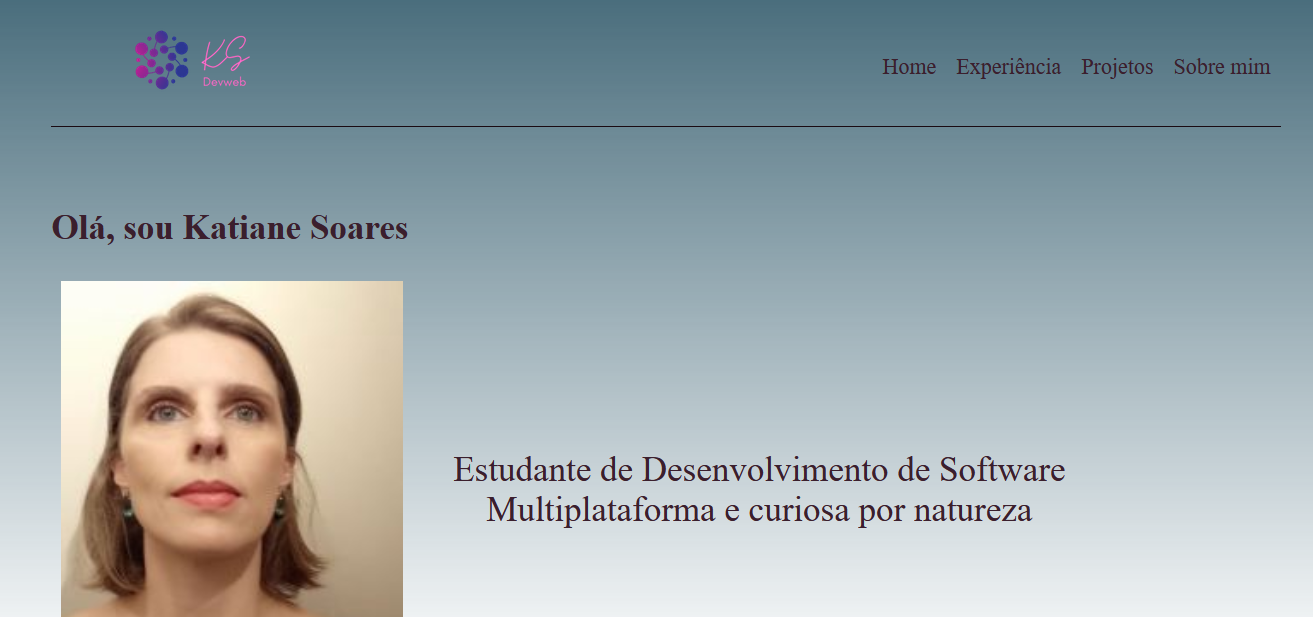 KS
Devweb
Home Experiência Projetos Sobre mim
Olá, sou Katiane Soares
Estudante de Desenvolvimento de Software
Multiplataforma e curiosa por natureza